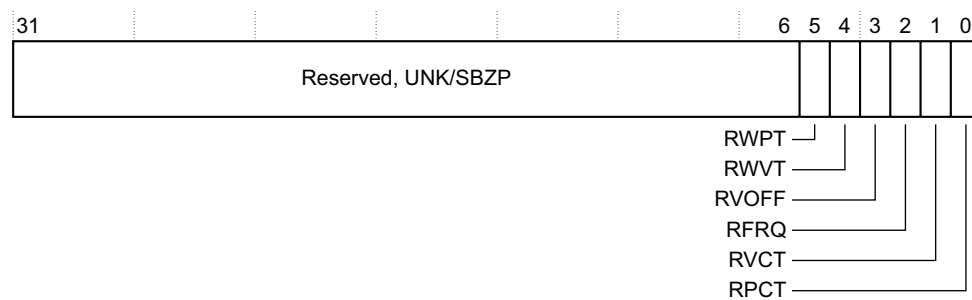 31 6 5 4 3 2 1 0
Reserved, UNK/SBZP
RWPT
RWVT
RVOFF
RFRQ
RVCT
RPCT